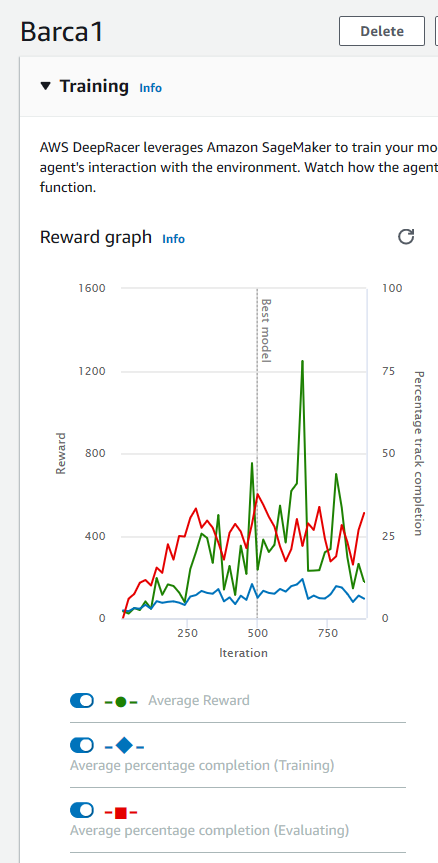 Barca1
Delete
Training Info
AWS DeepRacer leverages Amazon SageMaker to train your mo
agent's interaction with the environment. Watch how the agent
function.
Reward graph Info
1600
1200
800
400
0
Reward
Best model
100
75
50
25
0
Percentage track completion
250
500
750
Iteration
Average Reward
Average percentage completion (Training)
Average percentage completion (Evaluating)